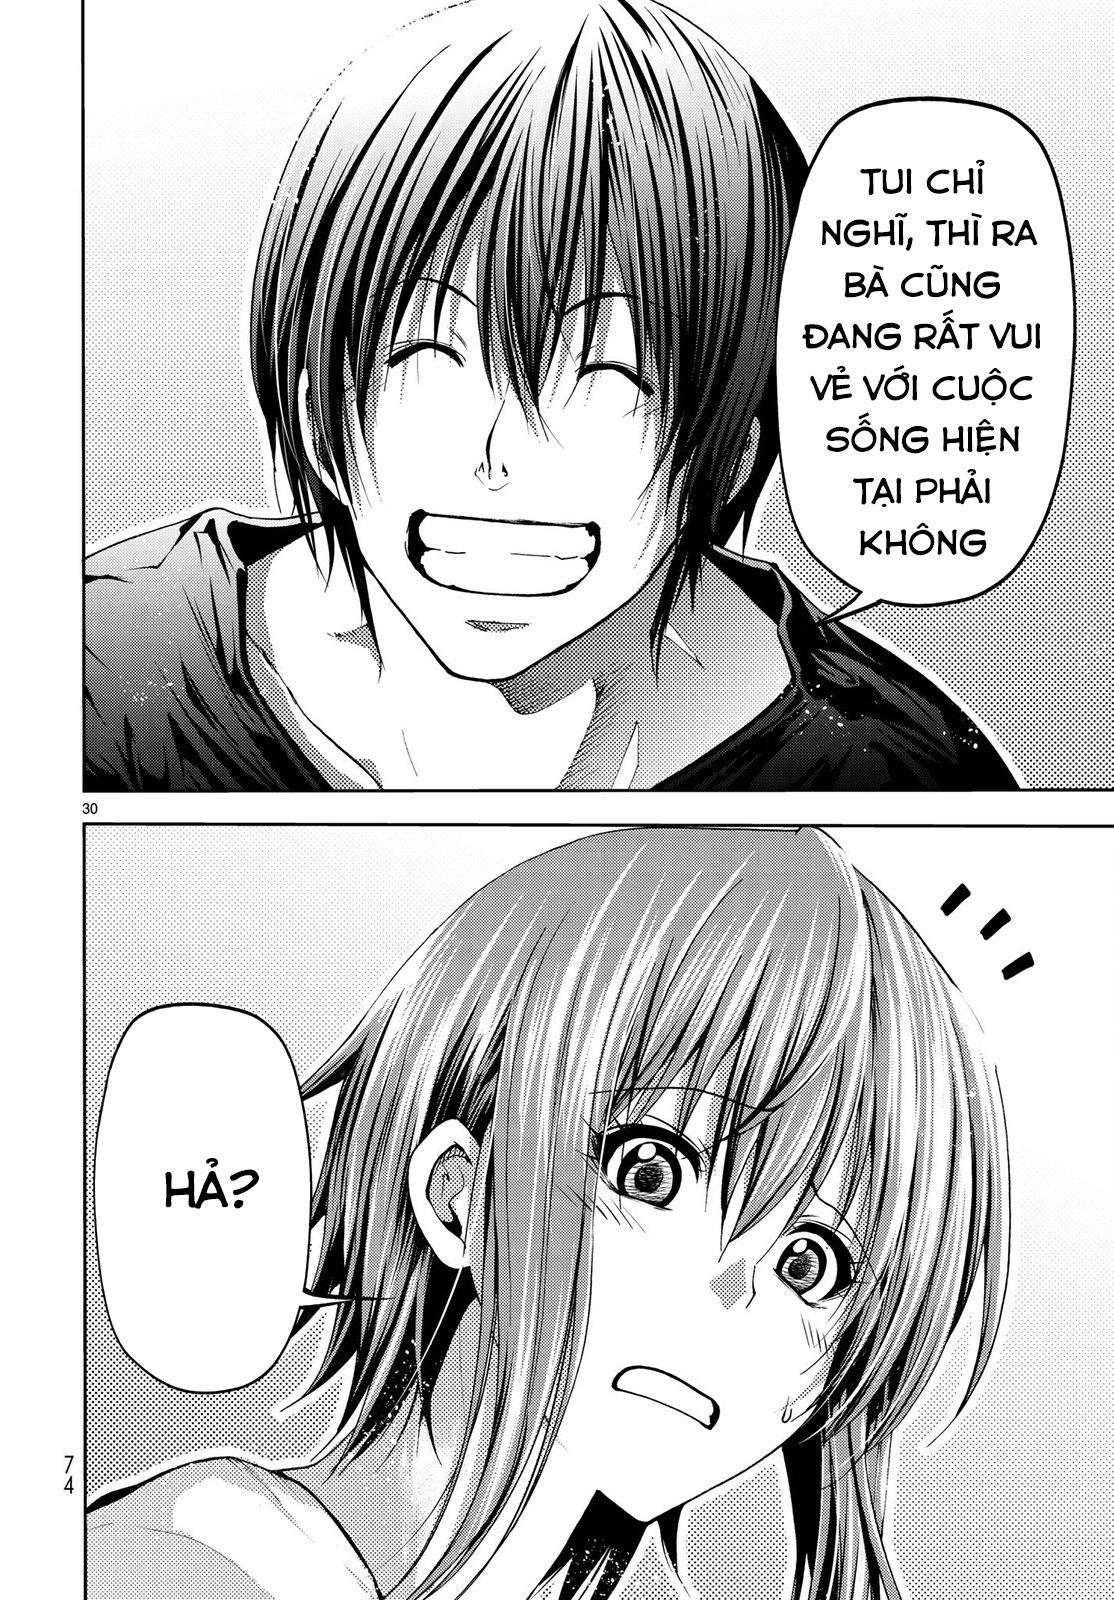 TUI CHỈ
NGHĨ, THÌ RA
BÀ CŨNG
ĐANG RẤT VUI
VẺ VỚI CUỘC
SỐNG HIỆN
TẠI PHẢI
KHÔNG
30
HẢ?
74